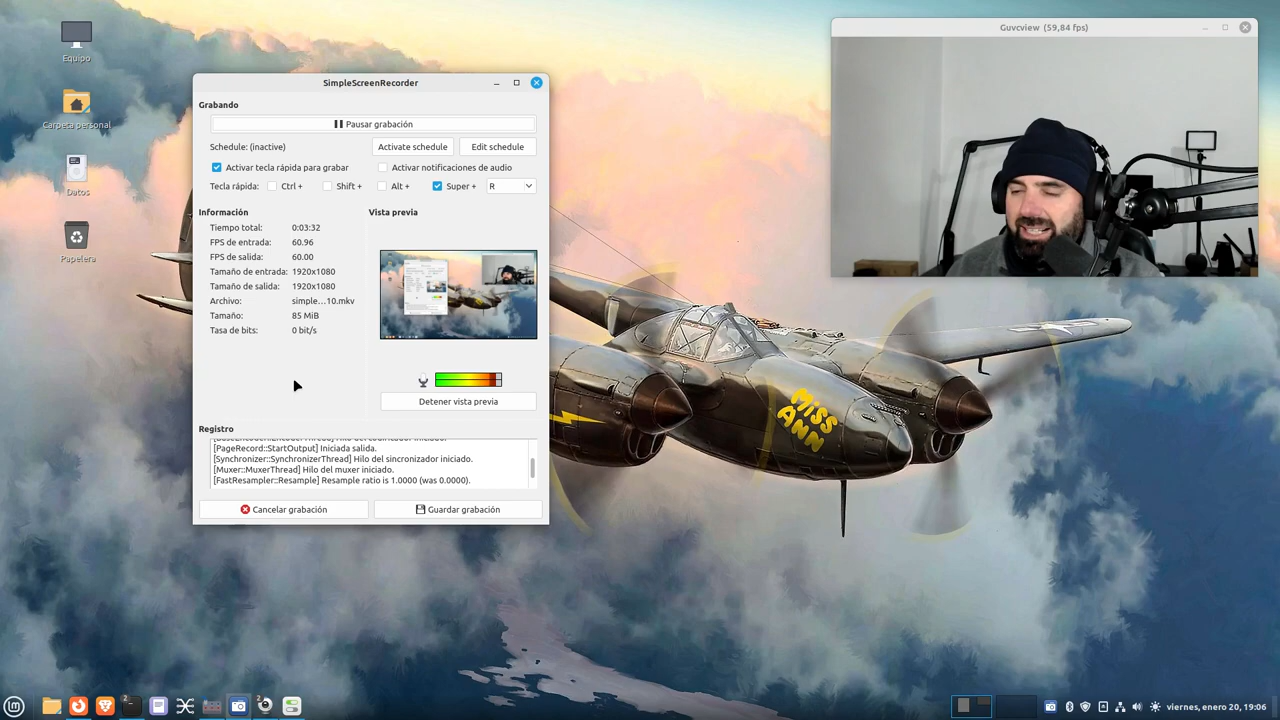 Equipo
Carpeta personal
Datos
Papelera
SimpleScreenRecorder
Grabando
Pausar grabación
Schedule: (inactive)
Activate schedule
Edit schedule
Activar tecla rápida para grabar
Activar notificaciones de audio
Tecla rápida:
Ctrl +
Shift +
Alt +
Super +
R
Información
Tiempo total: 0:03:32
FPS de entrada: 60.96
FPS de salida: 60.00
Tamaño de entrada: 1920x1080
Tamaño de salida: 1920x1080
Archivo: simple...10.mkv
Tamaño: 85 MiB
Tasa de bits: 0 bit/s
Vista previa
Detener vista previa
Registro
[PageRecord::StartOutput] Iniciada salida.
[Synchronizer::SynchronizerThread] Hilo del sincronizador iniciado.
[Muxer::MuxerThread] Hilo del muxer iniciado.
[FastResampler::Resample] Resample ratio is 1.0000 (was 0.0000).
Cancelar grabación
Guardar grabación
Guvcview (59,84 fps)
MISS
ANN
2
2
viernes, enero 20, 19:06